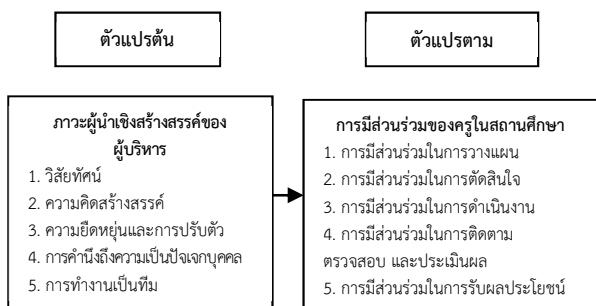 ตัวแปรต้น
ตัวแปรตาม
ภาวะผู้นำเชิงสร้างสรรค์ของ
ผู้บริหาร
1. วิสัยทัศน์
2. ความคิดสร้างสรรค์
3. ความยืดหยุ่นและการปรับตัว
4. การคำนึงถึงความเป็นปัจเจกบุคคล
5. การทำงานเป็นทีม
การมีส่วนร่วมของครูในสถานศึกษา
1. การมีส่วนร่วมในการวางแผน
2. การมีส่วนร่วมในการตัดสินใจ
3. การมีส่วนร่วมในการดำเนินงาน
4. การมีส่วนร่วมในการติดตาม
ตรวจสอบ และประเมินผล
5. การมีส่วนร่วมในการรับผลประโยชน์